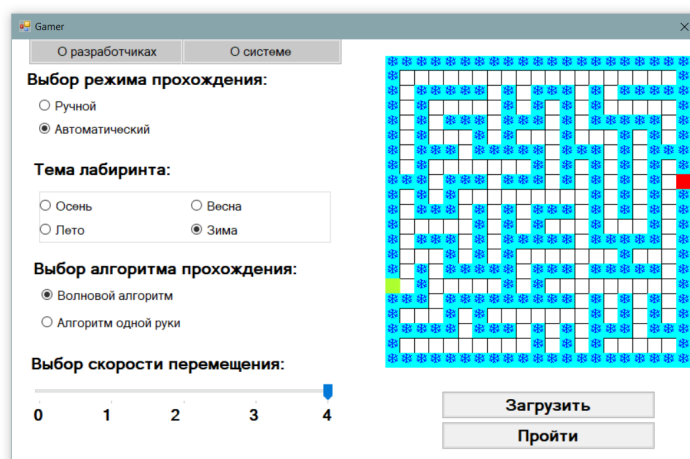 Gamer
О разработчиках
О системе
Выбор режима прохождения:
Ручной
Автоматический
Тема лабиринта:
Осень
Весна
Лето
Зима
Выбор алгоритма прохождения:
Волновой алгоритм
Алгоритм одной руки
Выбор скорости перемещения:
0 1 2 3 4
Загрузить
Пройти